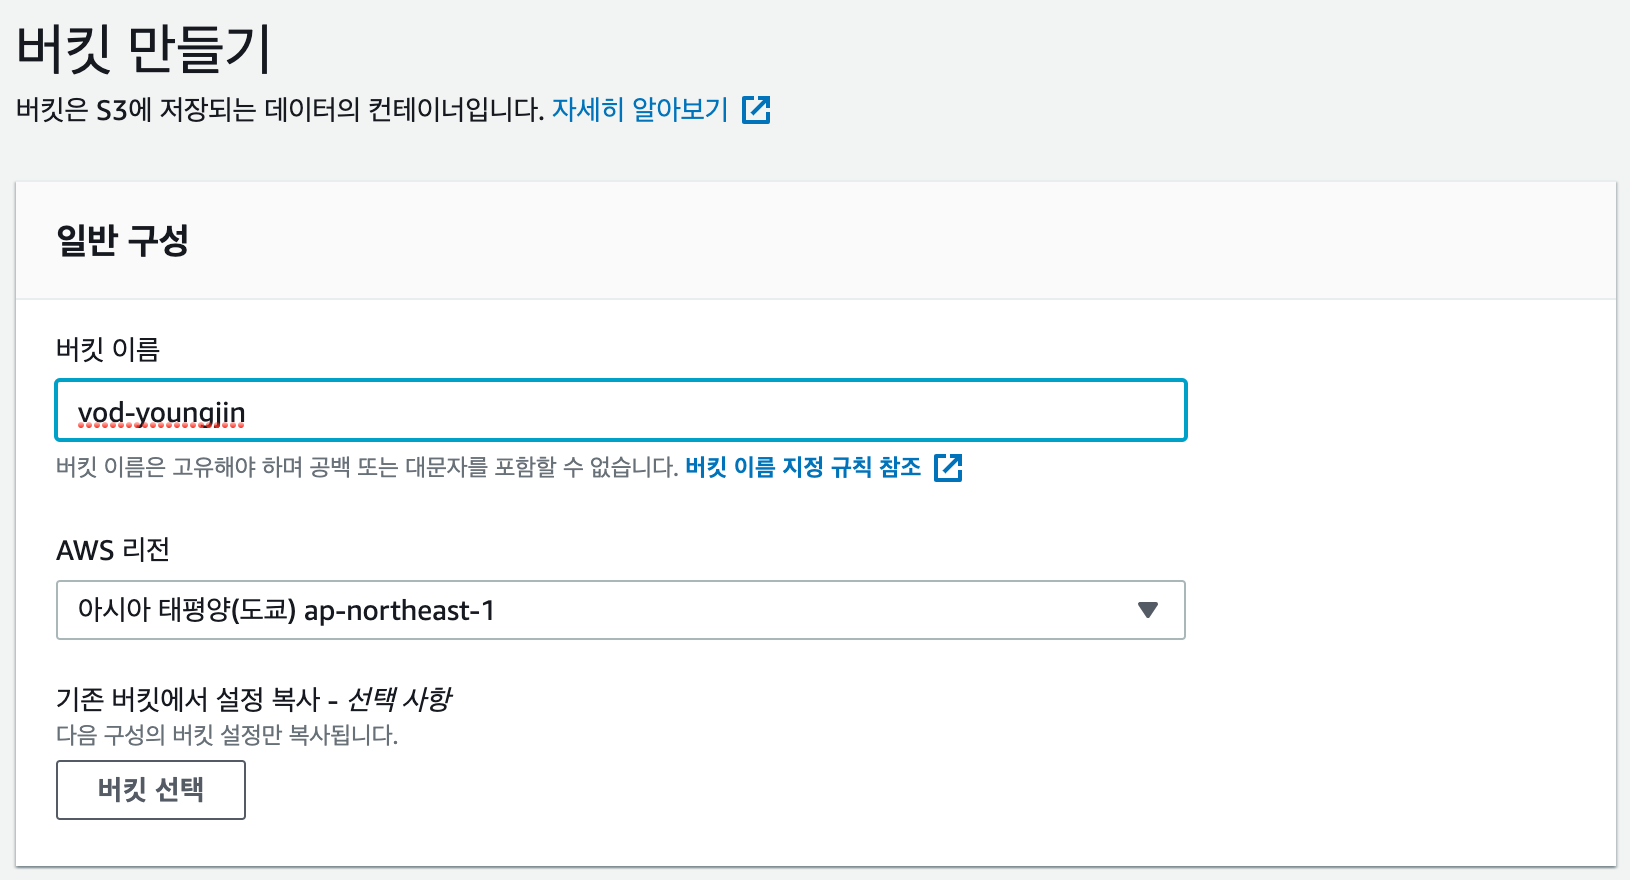 버킷 만들기
버킷은 S3에 저장되는 데이터의 컨테이너입니다. 자세히 알아보기
일반 구성
버킷 이름
vod-youngjin
버킷 이름은 고유해야 하며 공백 또는 대문자를 포함할 수 없습니다. 버킷 이름 지정 규칙 참조
AWS 리전
아시아 태평양(도쿄) ap-northeast-1
기존 버킷에서 설정 복사 - 선택 사항
다음 구성의 버킷 설정만 복사됩니다.
버킷 선택